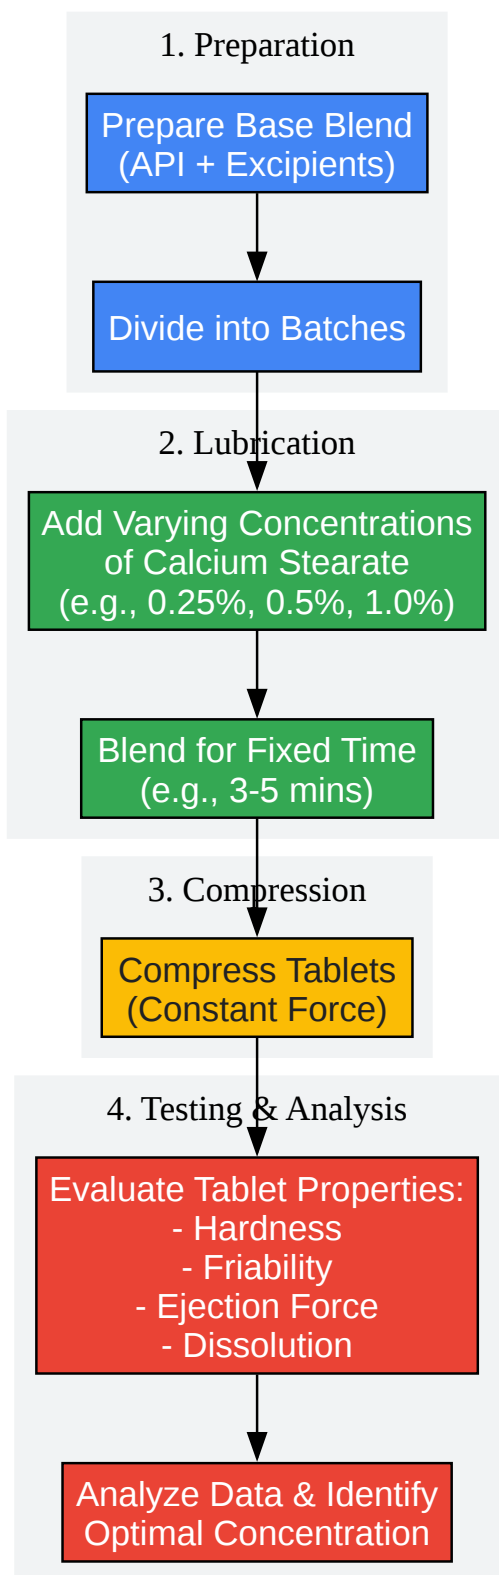 1. Preparation
Prepare Base Blend
(API + Excipients)
Divide into Batches
2. Lubrication
Add Varying Concentrations
of Calcium Stearate
(e.g., 0.25%, 0.5%, 1.0%)
Blend for Fixed Time
(e.g., 3-5 mins)
3. Compression
Compress Tablets
(Constant Force)
4. Testing & Analysis
Evaluate Tablet Properties:
- Hardness
- Friability
- Ejection Force
- Dissolution
Analyze Data & Identify
Optimal Concentration